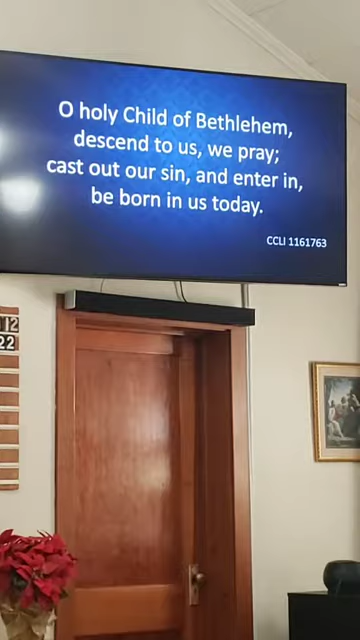 O holy Child of Bethlehem,
descend to us, we pray;
cast out our sin, and enter in,
be born in us today.
CCLI 1161763
12
22